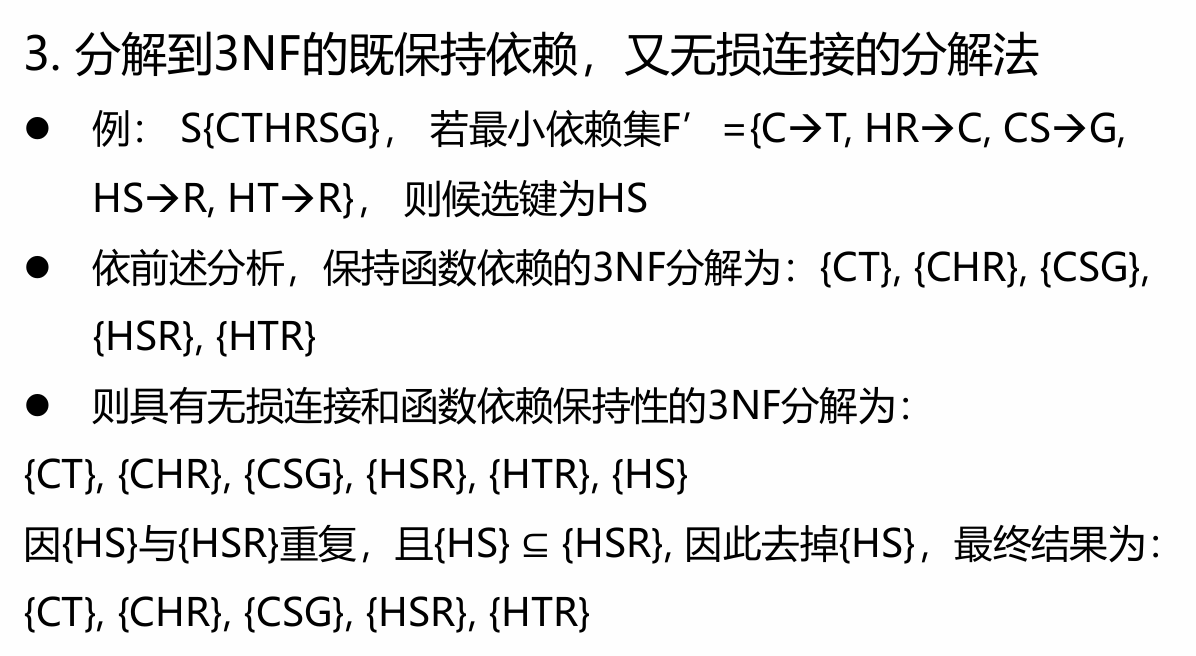 3. 分解到3NF的既保持依赖，又无损连接的分解法
● 例： S{CTHRSG}， 若最小依赖集F’ ={C→T, HR→C, CS→G,
HS→R, HT→R}， 则候选键为HS
● 依前述分析，保持函数依赖的3NF分解为：{CT}, {CHR}, {CSG},
{HSR}, {HTR}
● 则具有无损连接和函数依赖保持性的3NF分解为：
{CT}, {CHR}, {CSG}, {HSR}, {HTR}, {HS}
因{HS}与{HSR}重复，且{HS} ⊆ {HSR}, 因此去掉{HS}，最终结果为：
{CT}, {CHR}, {CSG}, {HSR}, {HTR}